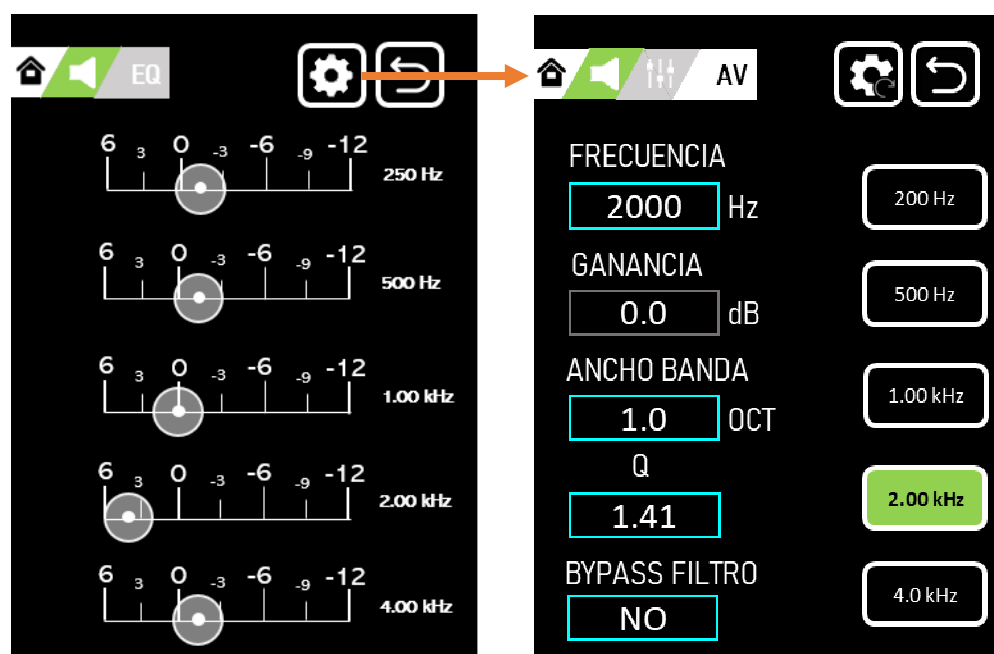 EQ
6 3 0 -3 -6 -9 -12
250 Hz
6 3 0 -3 -6 -9 -12
500 Hz
6 3 0 -3 -6 -9 -12
1.00 kHz
6 3 0 -3 -6 -9 -12
2.00 kHz
6 3 0 -3 -6 -9 -12
4.00 kHz
AV
FRECUENCIA
2000 Hz
GANANCIA
0.0 dB
ANCHO BANDA
1.0 OCT
Q
1.41
BYPASS FILTRO
NO
200 Hz
500 Hz
1.00 kHz
2.00 kHz
4.0 kHz